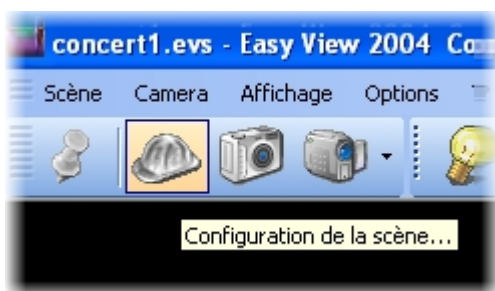 concert1.evs - Easy View 2004
Scène Camera Affichage Options
Configuration de la scène...